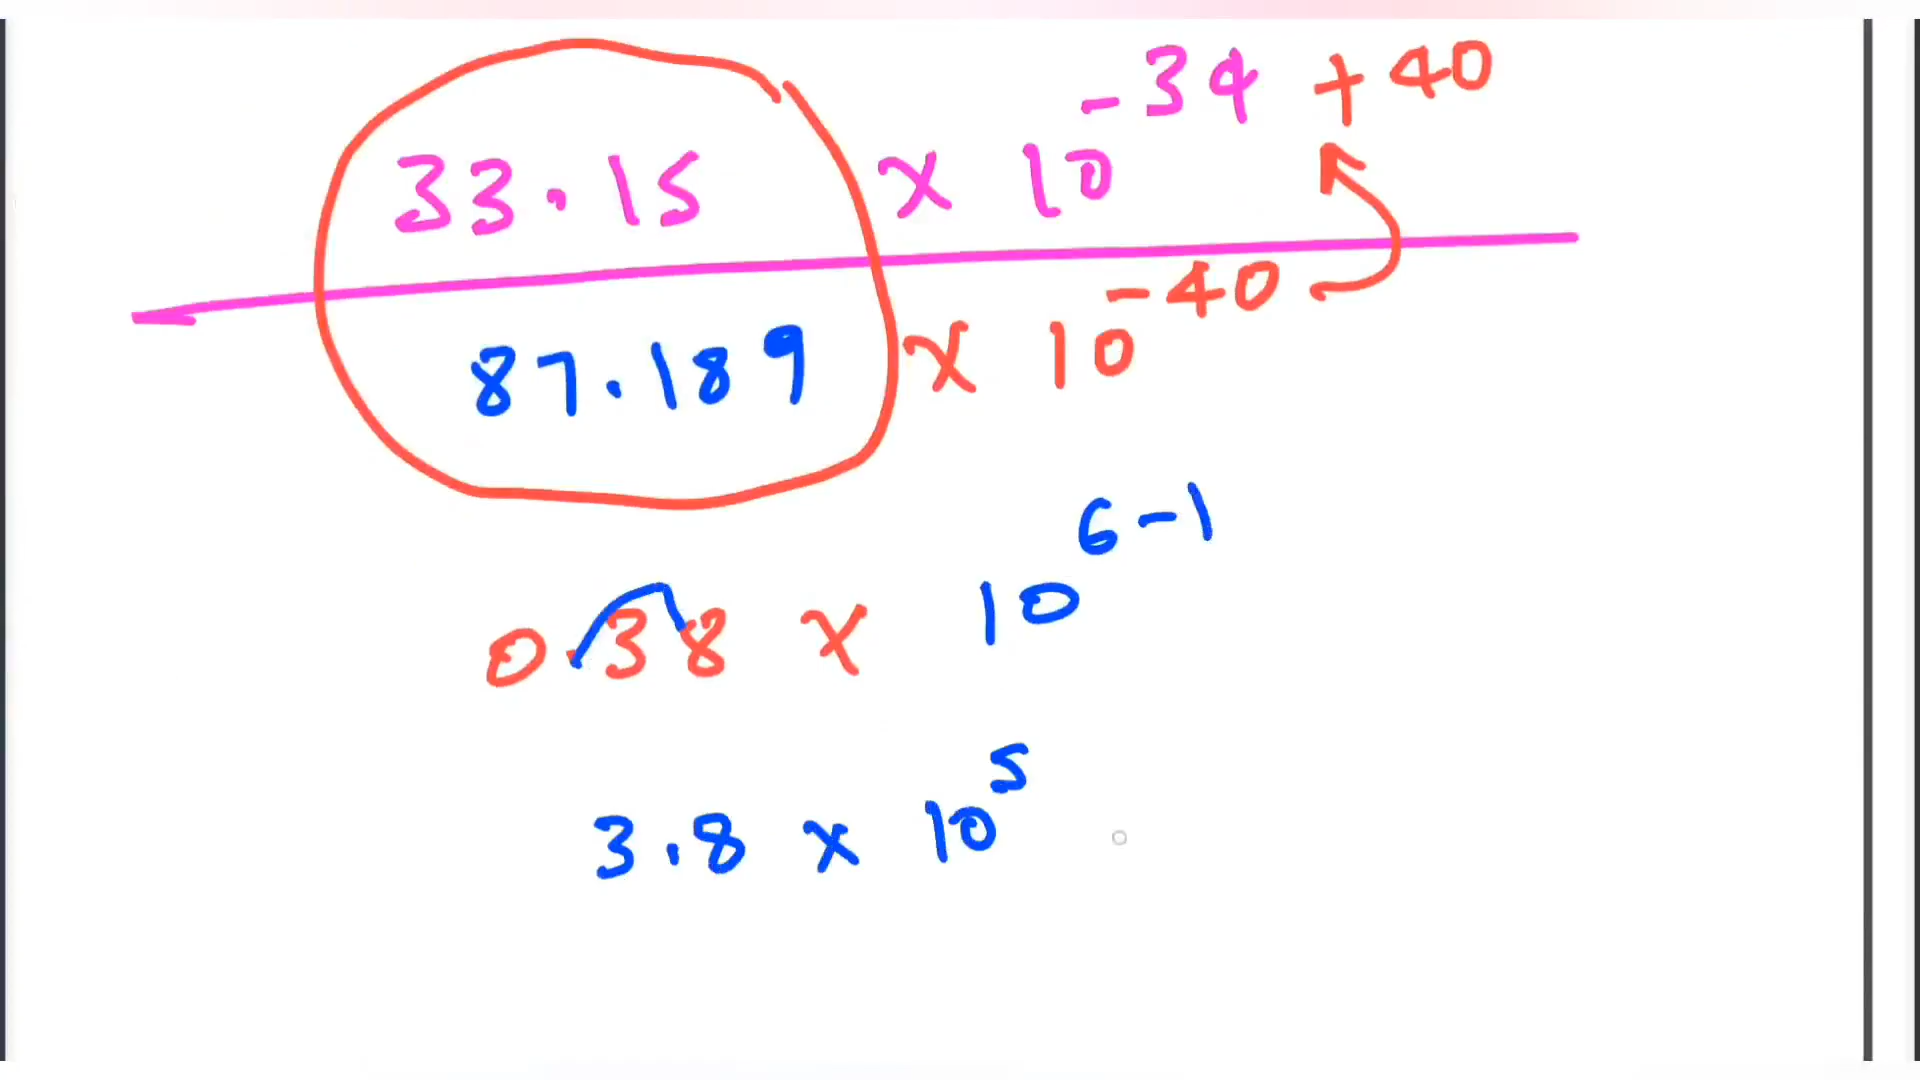 33.15 × 10^-34 + 40
87.189 × 10^-40
0.38 × 10^6-1
3.8 × 10^5